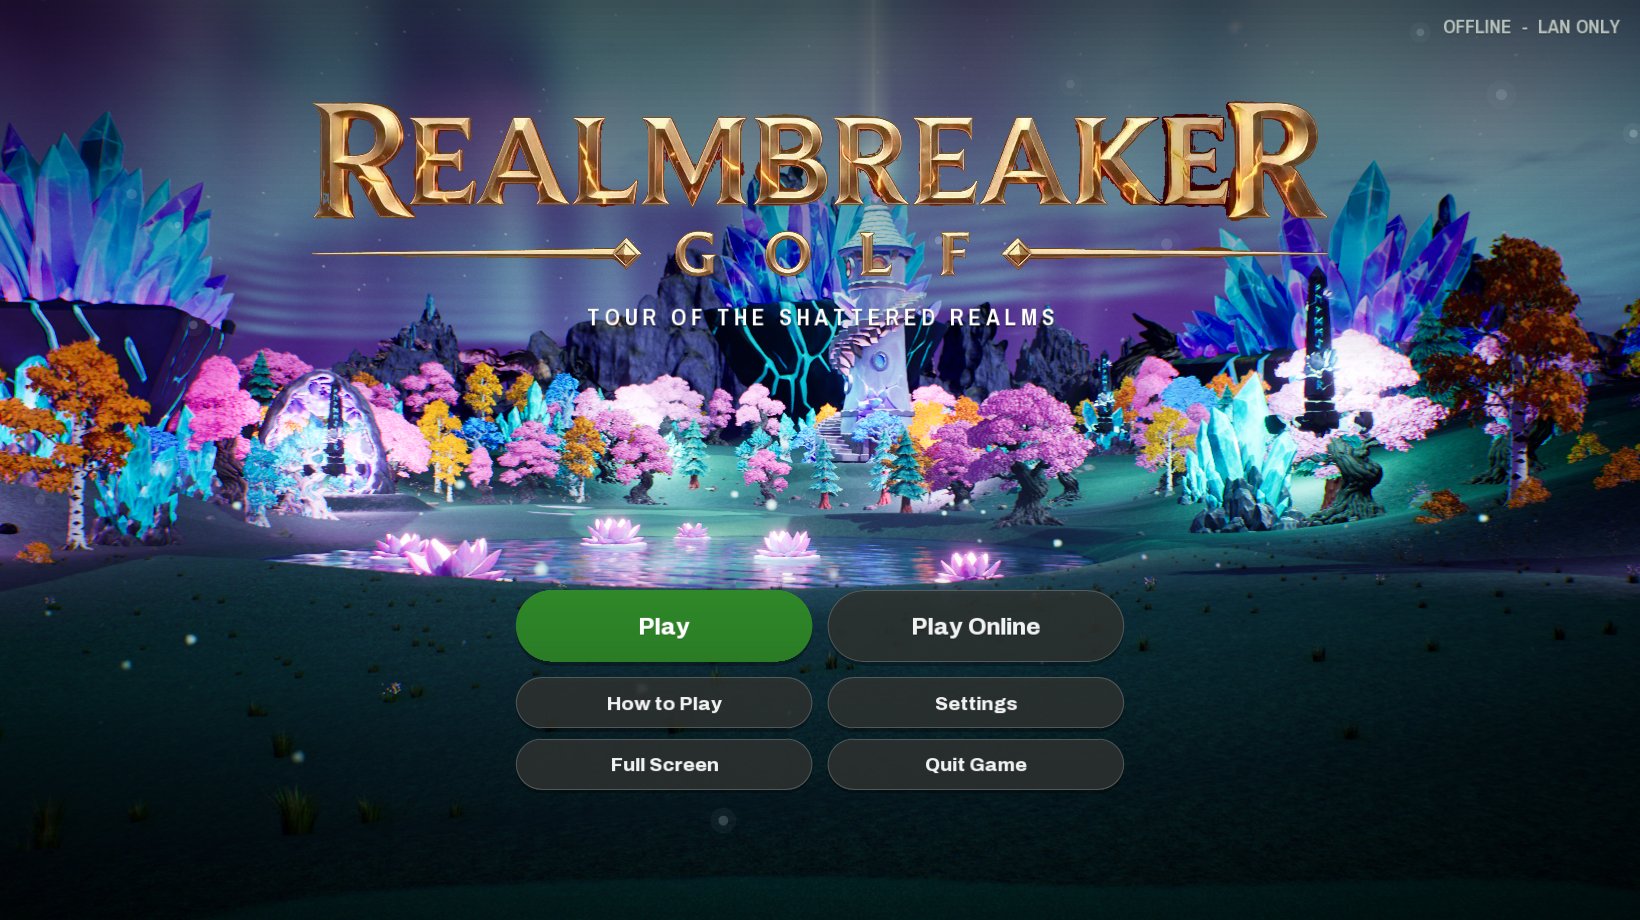 OFFLINE - LAN ONLY
REALMBREAKER
GOLF
TOUR OF THE SHATTERED REALMS
Play
Play Online
How to Play
Settings
Full Screen
Quit Game